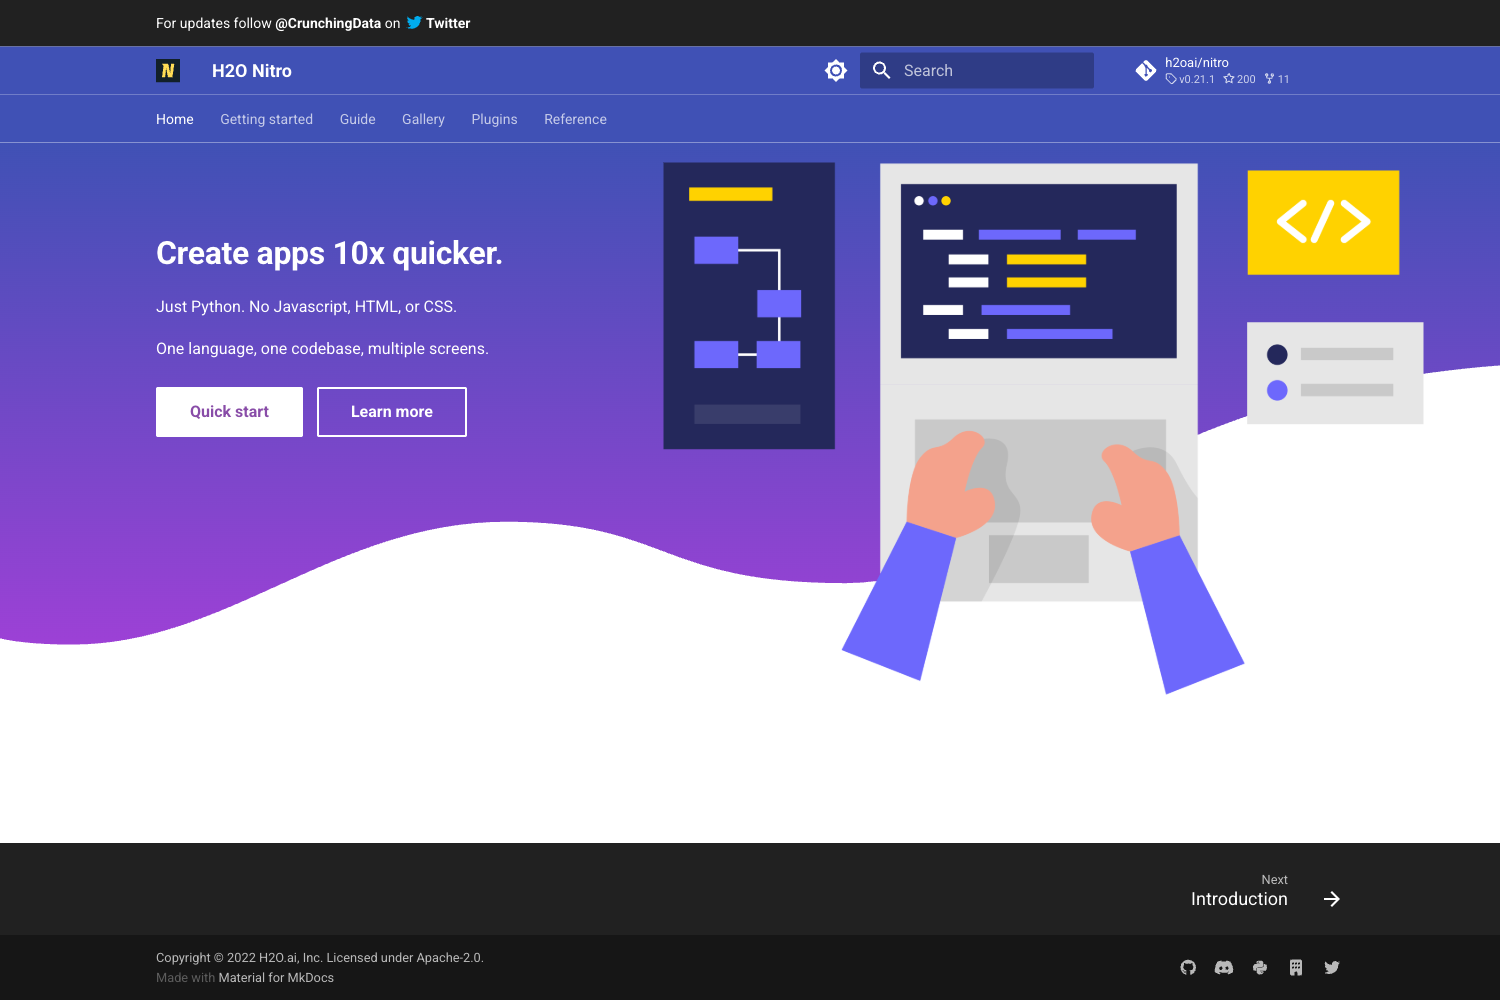 For updates follow @CrunchingData on Twitter
N
H2O Nitro
Search
h2oai/nitro
v0.21.1 200 11
Home Getting started Guide Gallery Plugins Reference
Create apps 10x quicker.
Just Python. No Javascript, HTML, or CSS.
One language, one codebase, multiple screens.
Quick start Learn more
</>
Next
Introduction
Copyright © 2022 H2O.ai, Inc. Licensed under Apache-2.0.
Made with Material for MkDocs